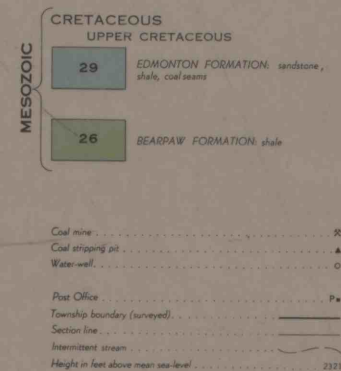 CRETACEOUS
UPPER CRETACEOUS
MESOZOIC
29
EDMONTON FORMATION: sandstone,
shale, coal seams
26
BEARPAW FORMATION: shale
Coal mine
Coal stripping pit
Water-well
Post Office P
Township boundary (surveyed)
Section line
Intermittent stream
Height in feet above mean sea-level 2325